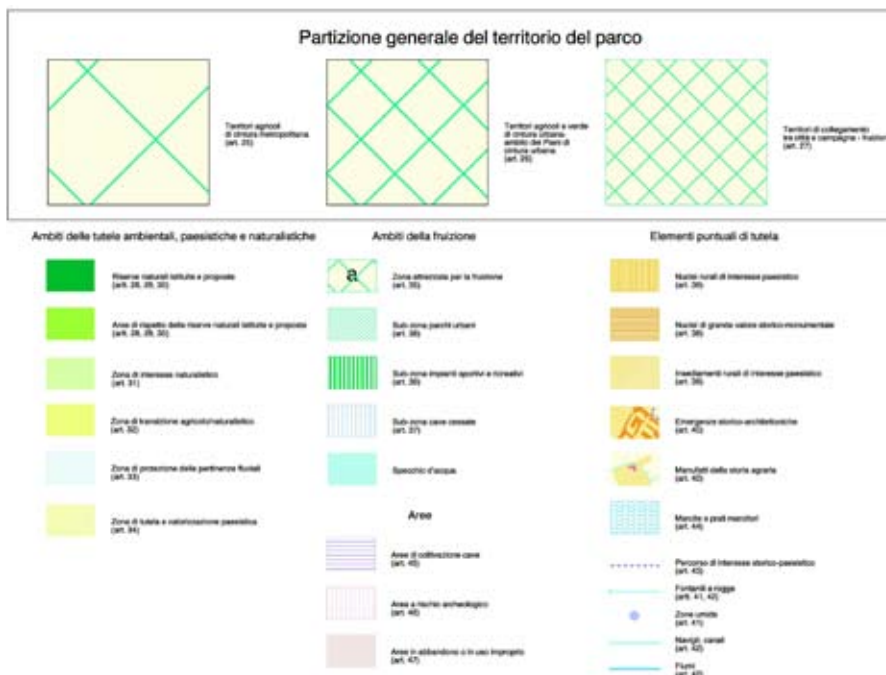 Partizione generale del territorio del parco
Territori agricoli
di cintura metropolitana
(art. 25)
Territori agricoli e verde
di cintura urbana-
ambito dei Piani di
cintura urbana
(art. 26)
Territori di collegamento
tra città e campagna - fruizion
(art. 27)
Ambiti delle tutele ambientali, paesistiche e naturalistiche
Riserve naturali istituite e proposte
(artt. 28, 29, 30)
Aree di rispetto delle riserve naturali istituite e proposte
(artt. 28, 29, 30)
Zona di interesse naturalistico
(art. 31)
Zona di transizione agricolo/naturalistico
(art. 32)
Zona di protezione delle pertinenze fluviali
(art. 33)
Zona di tutela e valorizzazione paesistica
(art. 34)
Ambiti della fruizione
a
Zona attrezzata per la fruizione
(art. 35)
Sub-zona parchi urbani
(art. 36)
Sub-zona impianti sportivi e ricreativi
(art. 36)
Sub-zona cave cessate
(art. 37)
Specchio d'acqua
Aree
Aree di coltivazione cave
(art. 45)
Area a rischio archeologico
(art. 46)
Aree in abbandono o in uso improprio
(art. 47)
Elementi puntuali di tutela
Nuclei rurali di interesse paesistico
(art. 38)
Nuclei di grande valore storico-monumentale
(art. 38)
Insediamenti rurali di interesse paesistico
(art. 39)
Emergenze storico-architettoniche
(art. 40)
Manufatti della storia agraria
(art. 40)
Marcite e prati marcitori
(art. 44)
Percorso di interesse storico-paesistico
(art. 43)
Fontanili e rogge
(artt. 41, 42)
Zone umide
(art. 41)
Navigli, canali
(art. 42)
Fiumi
(art. 42)